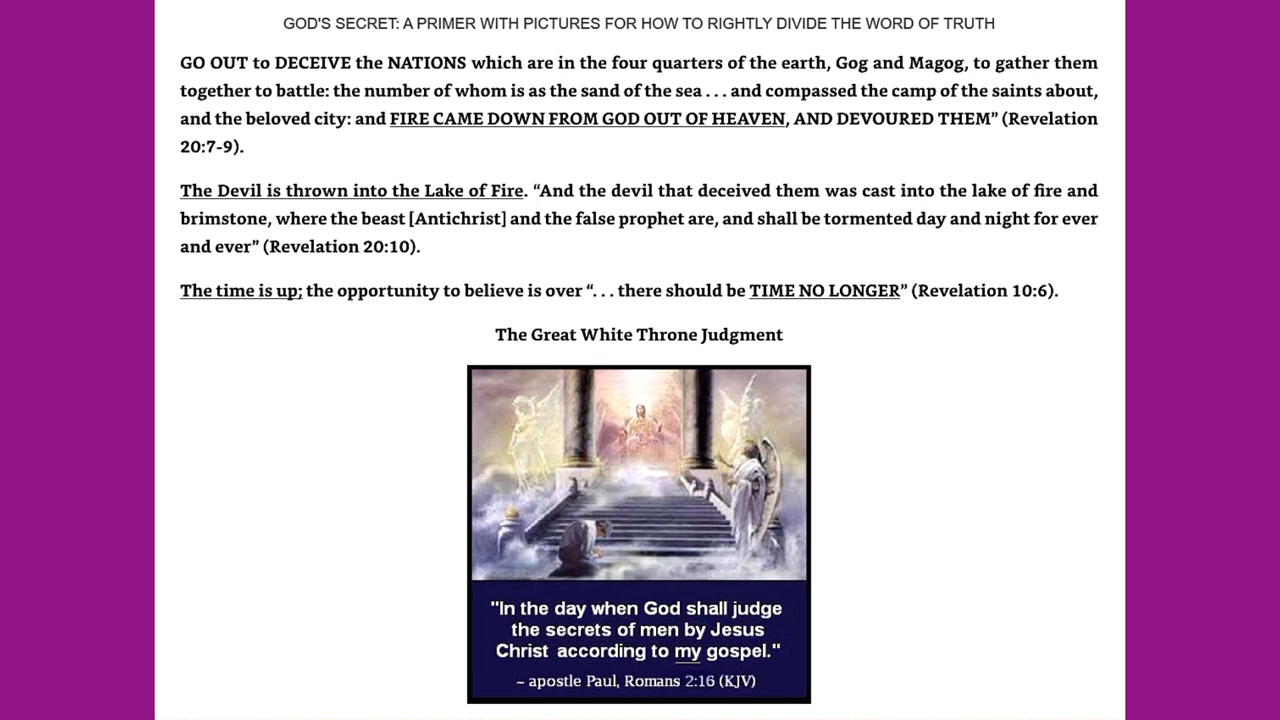 GOD'S SECRET: A PRIMER WITH PICTURES FOR HOW TO RIGHTLY DIVIDE THE WORD OF TRUTH
GO OUT to DECEIVE the NATIONS which are in the four quarters of the earth, Gog and Magog, to gather them
together to battle: the number of whom is as the sand of the sea . . . and compassed the camp of the saints about,
and the beloved city: and FIRE CAME DOWN FROM GOD OUT OF HEAVEN, AND DEVOURED THEM” (Revelation
20:7-9).
The Devil is thrown into the Lake of Fire. “And the devil that deceived them was cast into the lake of fire and
brimstone, where the beast [Antichrist] and the false prophet are, and shall be tormented day and night for ever
and ever” (Revelation 20:10).
The time is up; the opportunity to believe is over “. . . there should be TIME NO LONGER” (Revelation 10:6).
The Great White Throne Judgment
"In the day when God shall judge
the secrets of men by Jesus
Christ according to my gospel."
~ apostle Paul, Romans 2:16 (KJV)